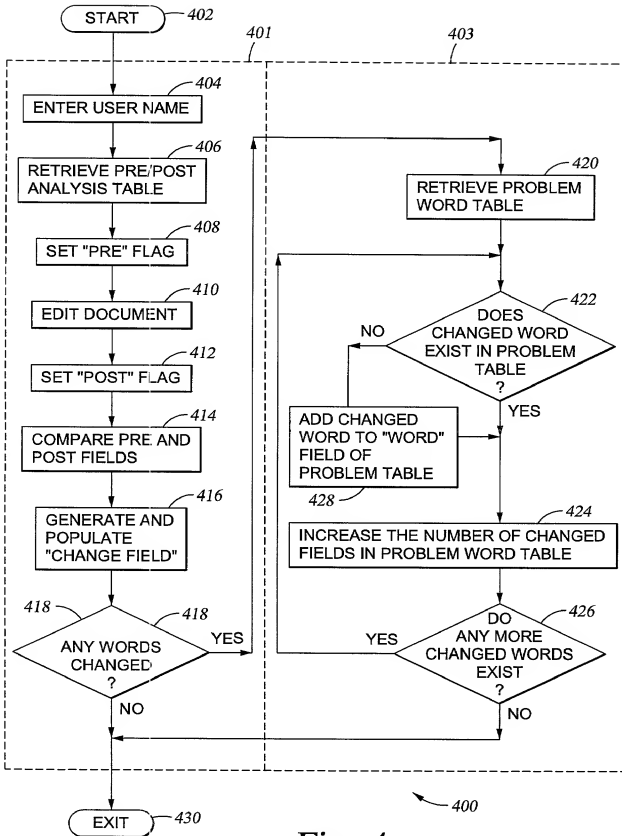 START
402
401
403
404
ENTER USER NAME
406
RETRIEVE PRE/POST
ANALYSIS TABLE
408
SET "PRE" FLAG
410
EDIT DOCUMENT
412
SET "POST" FLAG
414
COMPARE PRE AND
POST FIELDS
416
GENERATE AND
POPULATE
"CHANGE FIELD"
418
418
ANY WORDS
CHANGED
?
YES
NO
420
RETRIEVE PROBLEM
WORD TABLE
422
DOES
CHANGED WORD
EXIST IN PROBLEM
TABLE
?
NO
YES
ADD CHANGED
WORD TO "WORD"
FIELD OF
PROBLEM TABLE
428
424
INCREASE THE NUMBER OF CHANGED
FIELDS IN PROBLEM WORD TABLE
426
DO
ANY MORE
CHANGED WORDS
EXIST
?
YES
NO
EXIT
430
400